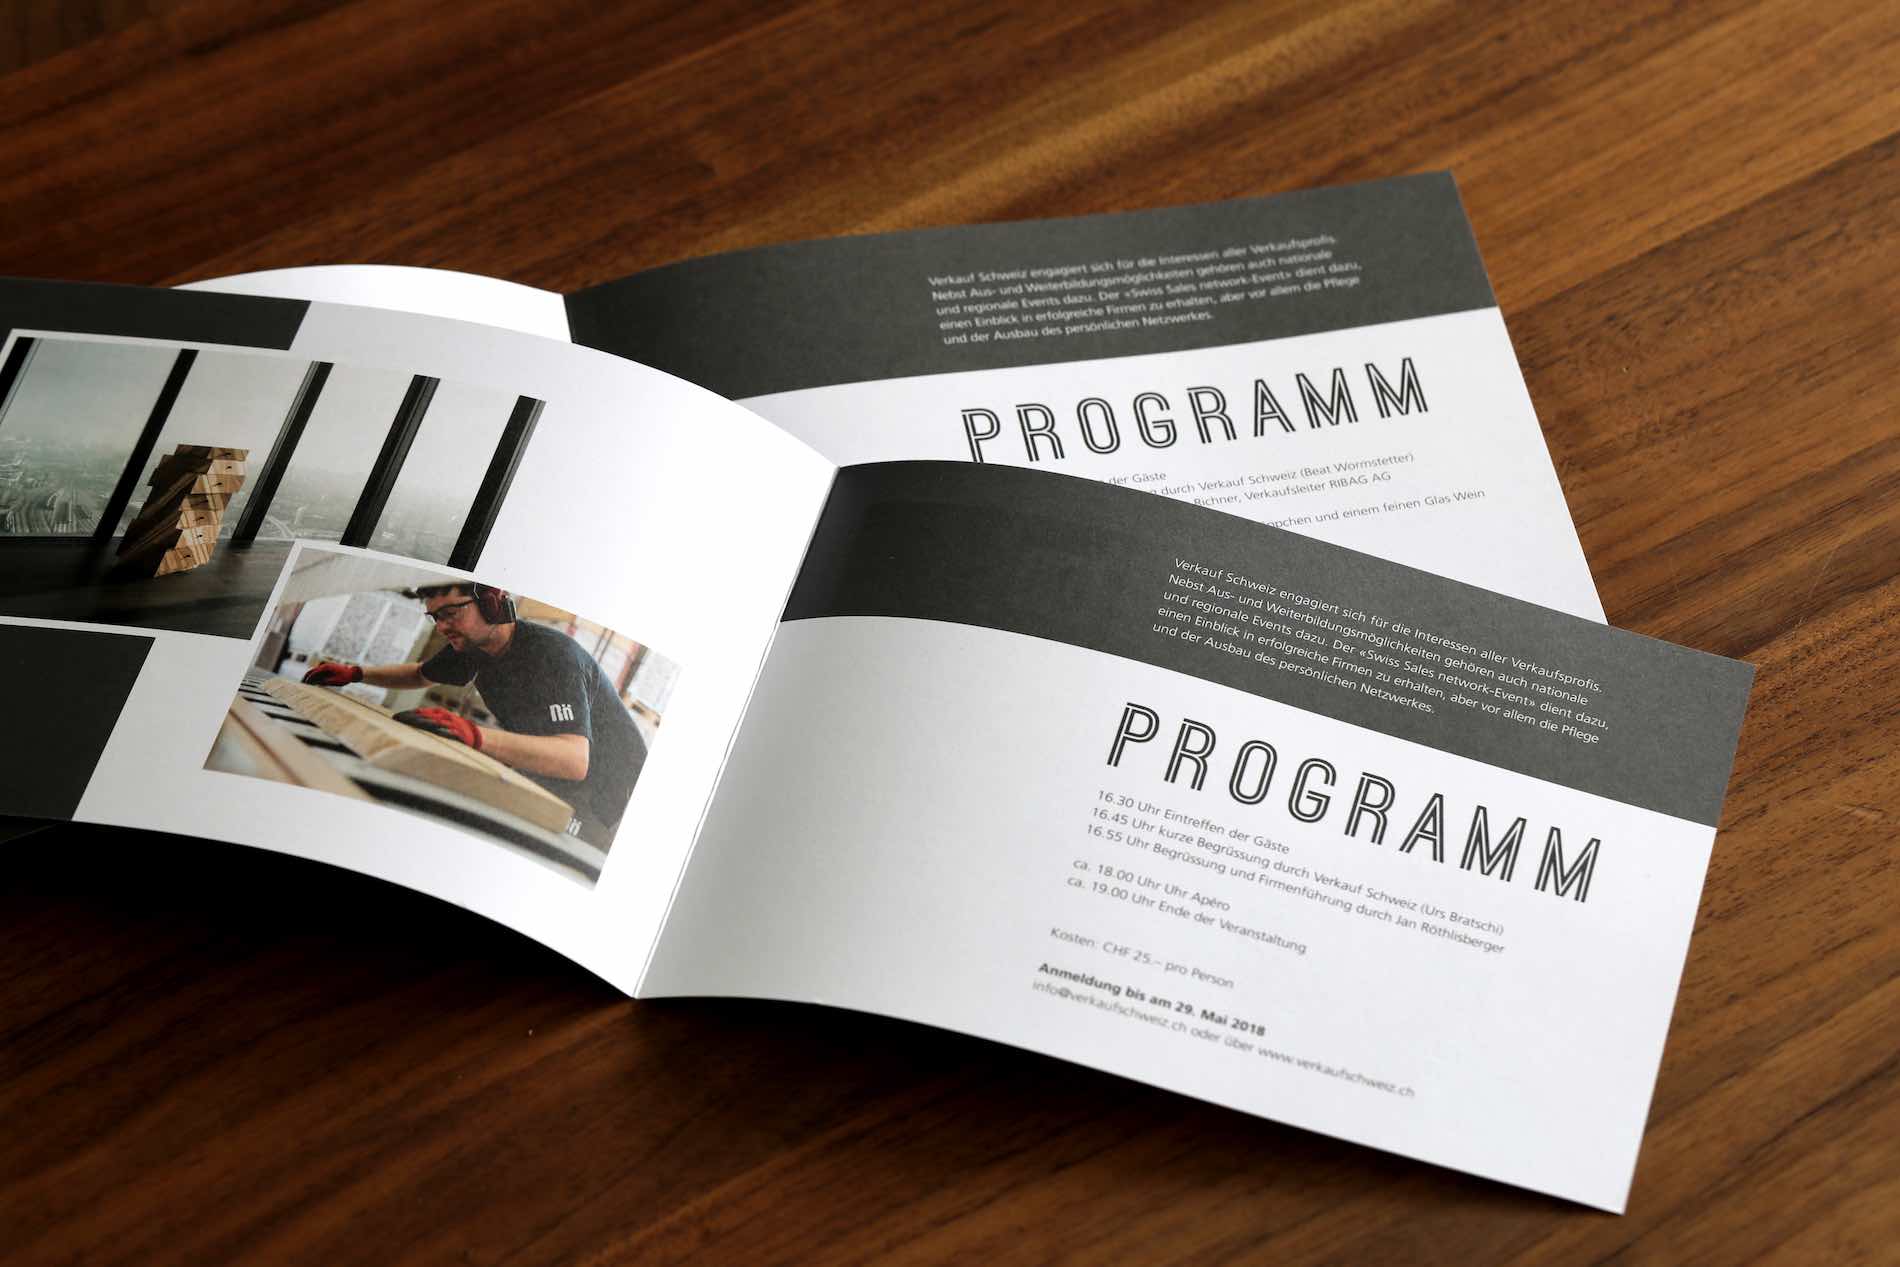 Verkauf Schweiz engagiert sich für die Interessen aller Verkaufsprofis.
Nebst Aus- und Weiterbildungsmöglichkeiten gehören auch nationale
und regionale Events dazu. Der «Swiss Sales network-Event» dient dazu,
einen Einblick in erfolgreiche Firmen zu erhalten, aber vor allem die Pflege
und der Ausbau des persönlichen Netzwerkes.
PROGRAMM
der Gäste
durch Verkauf Schweiz (Beat Wormstetter)
Richner, Verkaufsleiter RIBAG AG
und einem feinen Glas Wein
Verkauf Schweiz engagiert sich für die Interessen aller Verkaufsprofis.
Nebst Aus- und Weiterbildungsmöglichkeiten gehören auch nationale
und regionale Events dazu. Der «Swiss Sales network-Event» dient dazu,
einen Einblick in erfolgreiche Firmen zu erhalten, aber vor allem die Pflege
und der Ausbau des persönlichen Netzwerkes.
PROGRAMM
16.30 Uhr Eintreffen der Gäste
16.45 Uhr kurze Begrüssung durch Verkauf Schweiz (Urs Bratschi)
16.55 Uhr Begrüssung und Firmenführung durch Jan Röthlisberger
ca. 18.00 Uhr Uhr Apéro
ca. 19.00 Uhr Ende der Veranstaltung
Kosten: CHF 25.– pro Person
Anmeldung bis am 29. Mai 2018
info@verkaufschweiz.ch oder über www.verkaufschweiz.ch